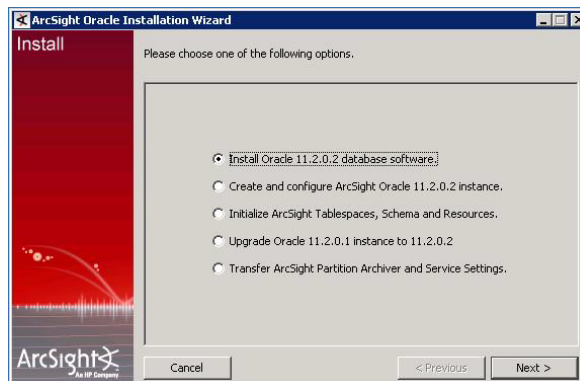 ArcSight Oracle Installation Wizard
Install
Please choose one of the following options.
Install Oracle 11.2.0.2 database software.
Create and configure ArcSight Oracle 11.2.0.2 instance.
Initialize ArcSight Tablespaces, Schema and Resources.
Upgrade Oracle 11.2.0.1 instance to 11.2.0.2
Transfer ArcSight Partition Archiver and Service Settings.
ArcSight
An HP Company
Cancel
< Previous
Next >